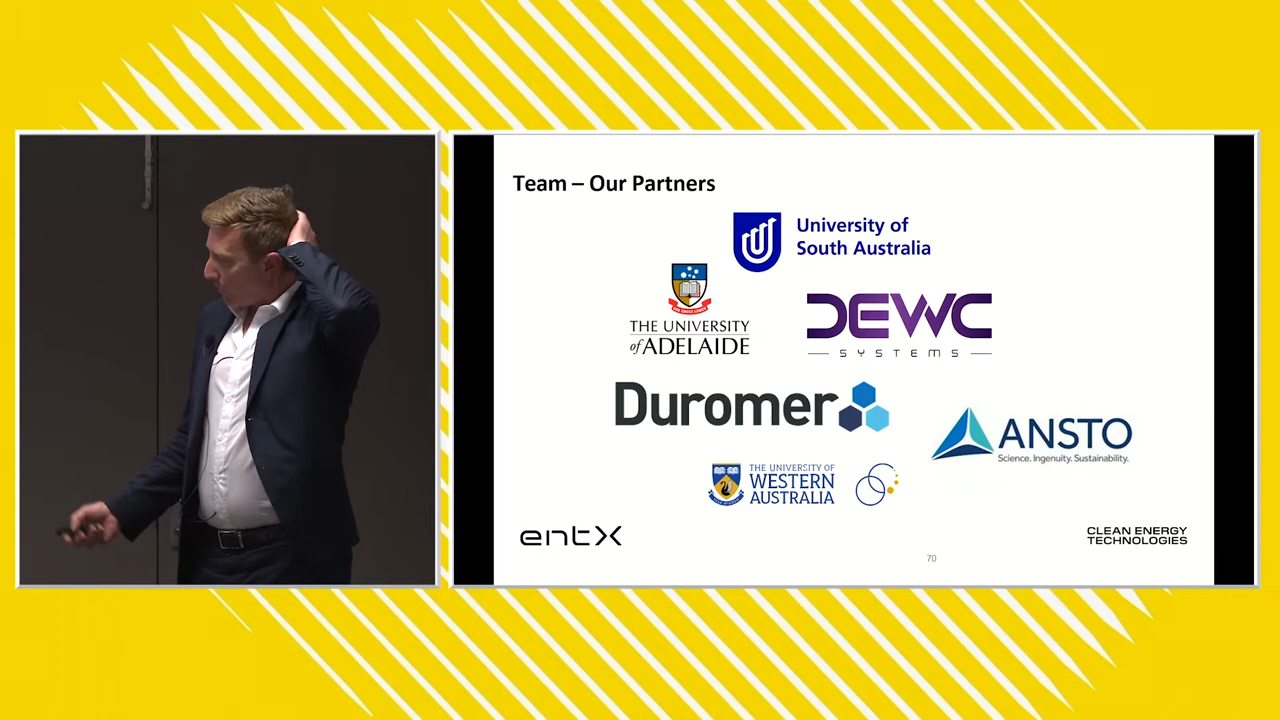 Team – Our Partners
University of
South Australia
THE UNIVERSITY
of ADELAIDE
DEWC
SYSTEMS
Duromer
ANSTO
Science. Ingenuity. Sustainability.
THE UNIVERSITY OF
WESTERN
AUSTRALIA
entX
CLEAN ENERGY
TECHNOLOGIES
70